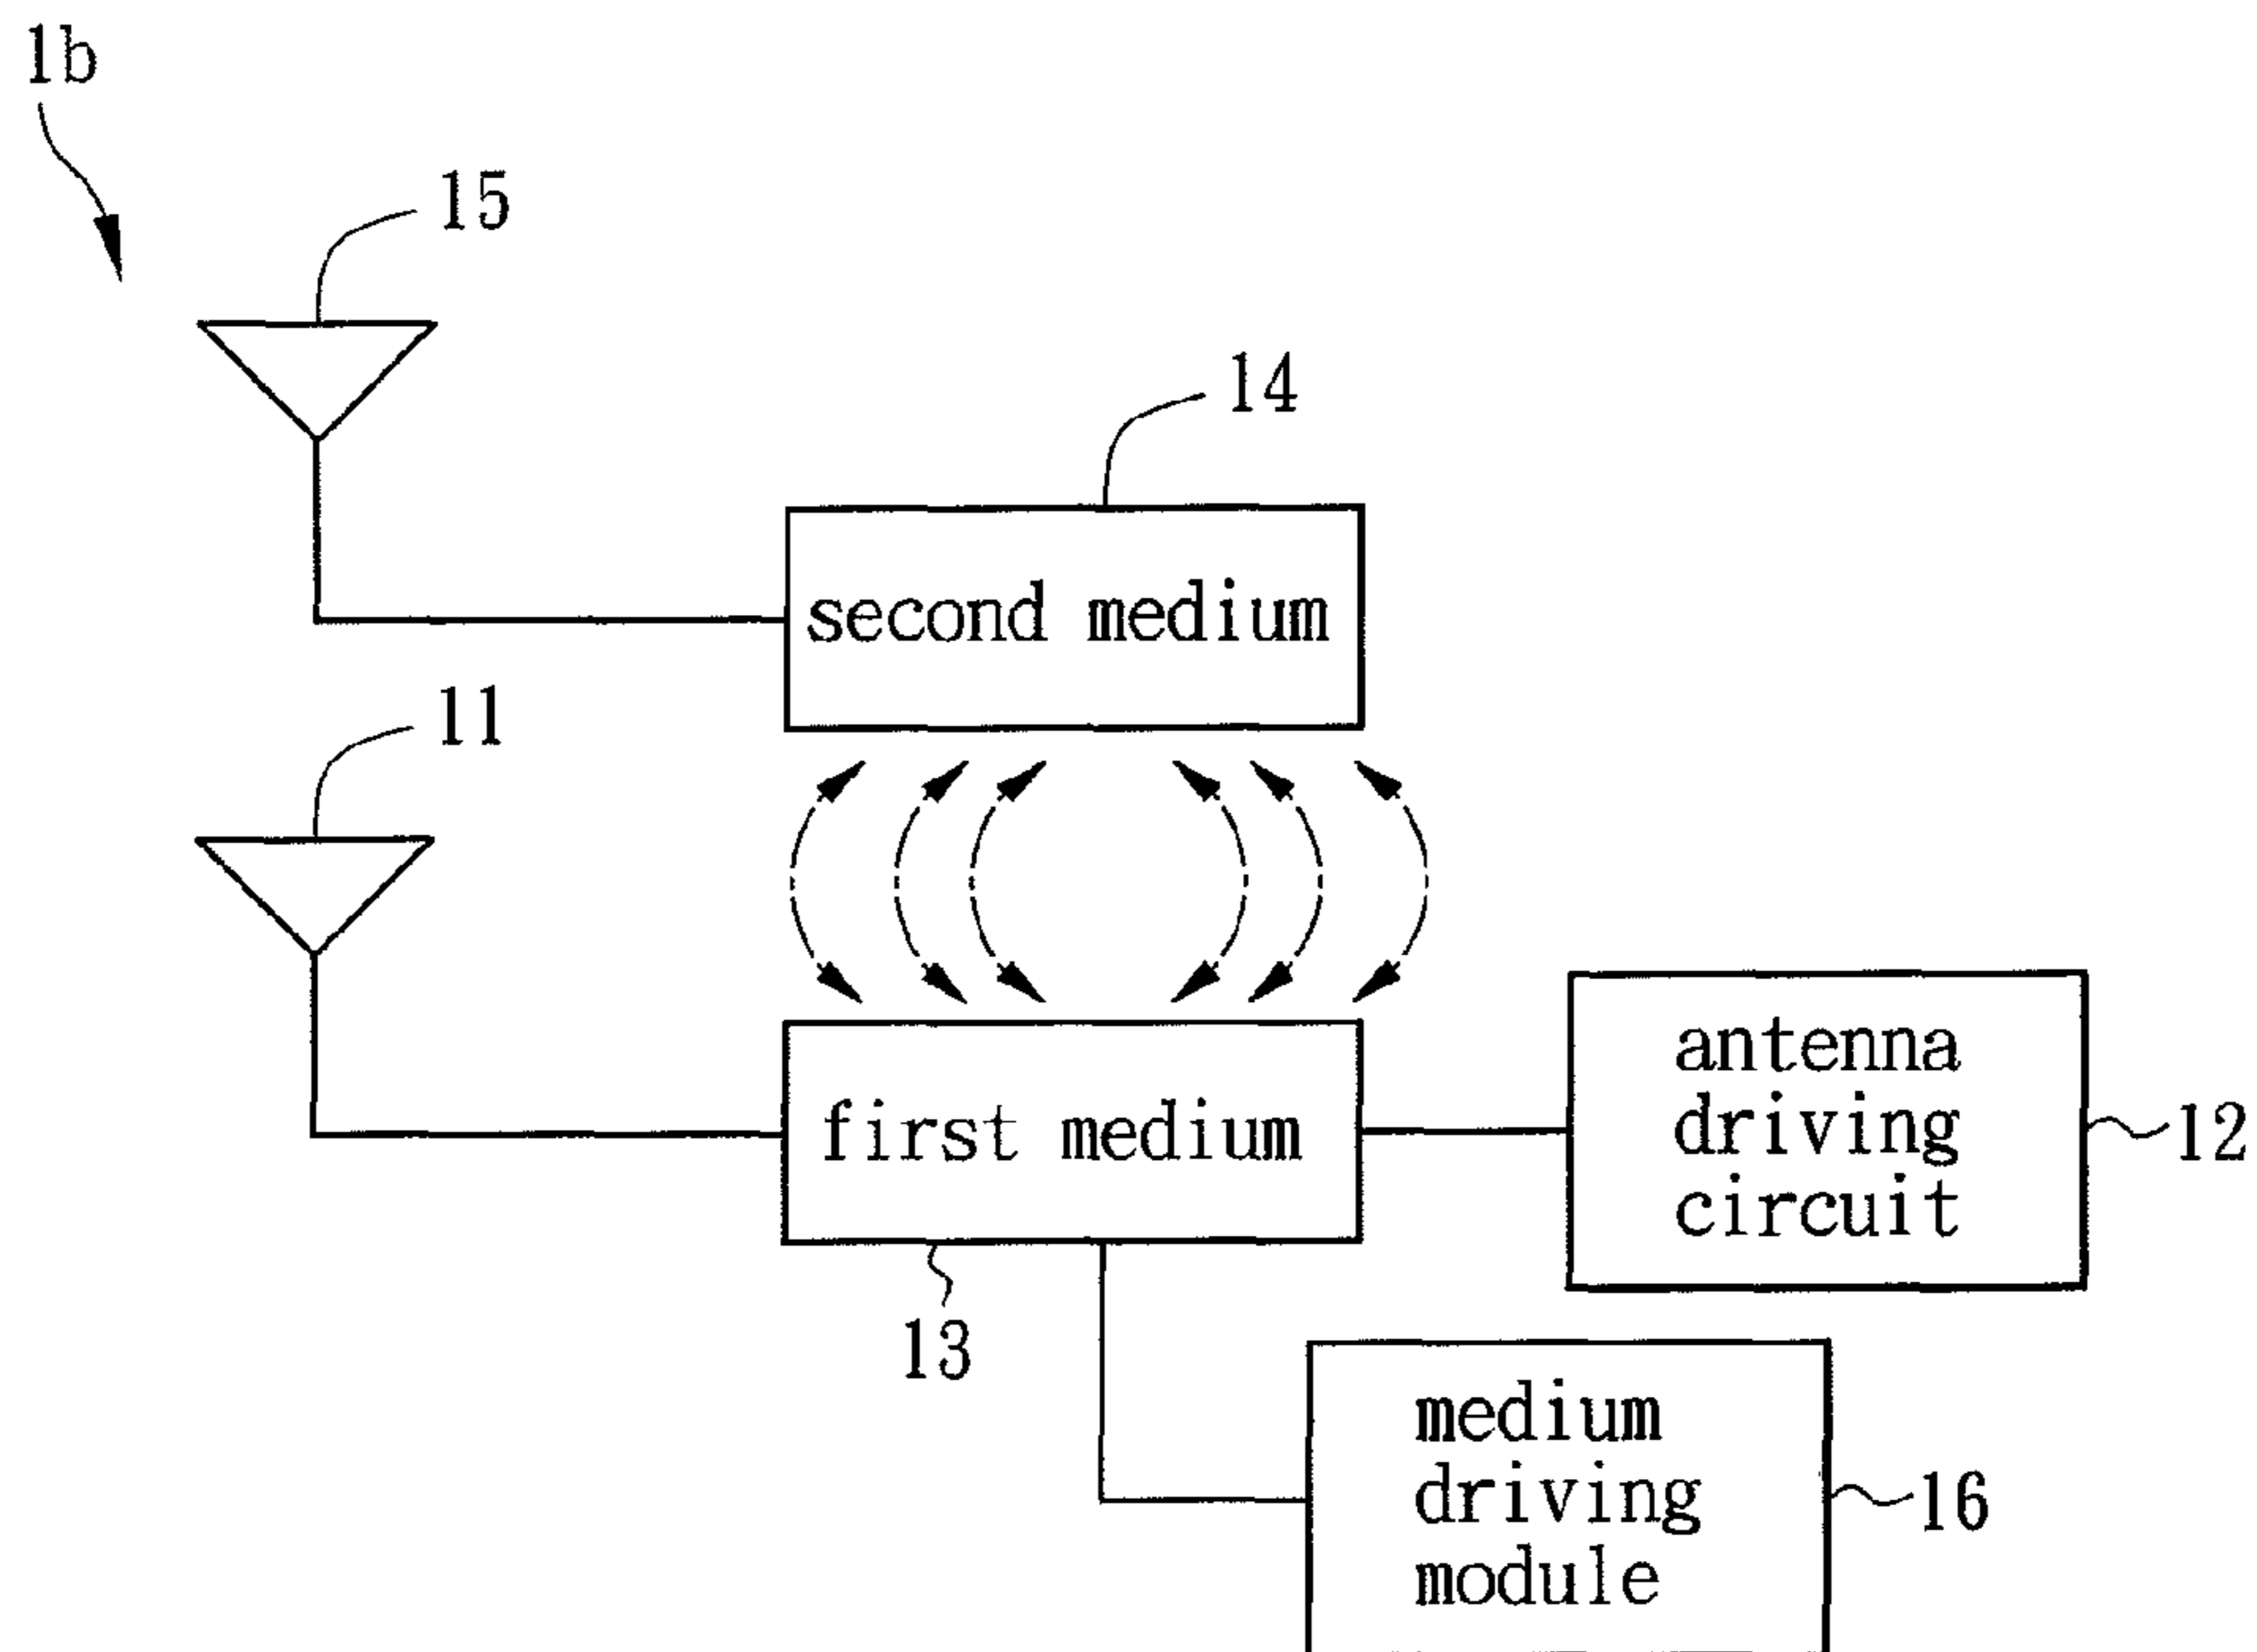 1b
15
14
second medium
11
first medium
antenna
driving
circuit
12
13
medium
driving
module
16